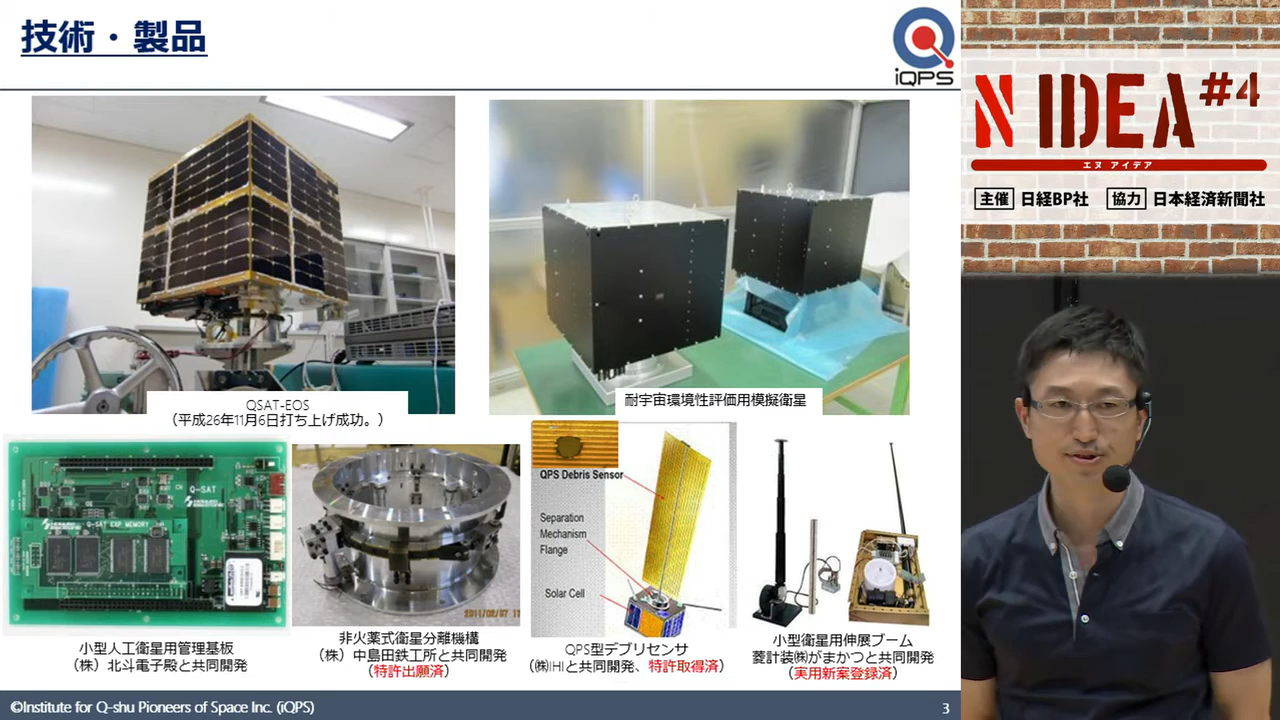 技術・製品
iQPS
QSAT-EOS
（平成26年11月6日打ち上げ成功。）
耐宇宙環境性評価用模擬衛星
Q-SAT
Q-SAT EXP.MEMORY
小型人工衛星用管理基板
（株）北斗電子殿と共同開発
非火薬式衛星分離機構
（株）中島田鉄工所と共同開発
（特許出願済）
QPS Debris Sensor
Separation
Mechanism
Flange
Solar Cell
QPS型デブリセンサ
（㈱IHIと共同開発、特許取得済）
小型衛星用伸展ブーム
菱計装㈱がまかつと共同開発
（実用新案登録済）
©Institute for Q-shu Pioneers of Space Inc. (iQPS)
3
N IDEA #4
エヌ アイデア
主催 日経BP社 協力 日本経済新聞社